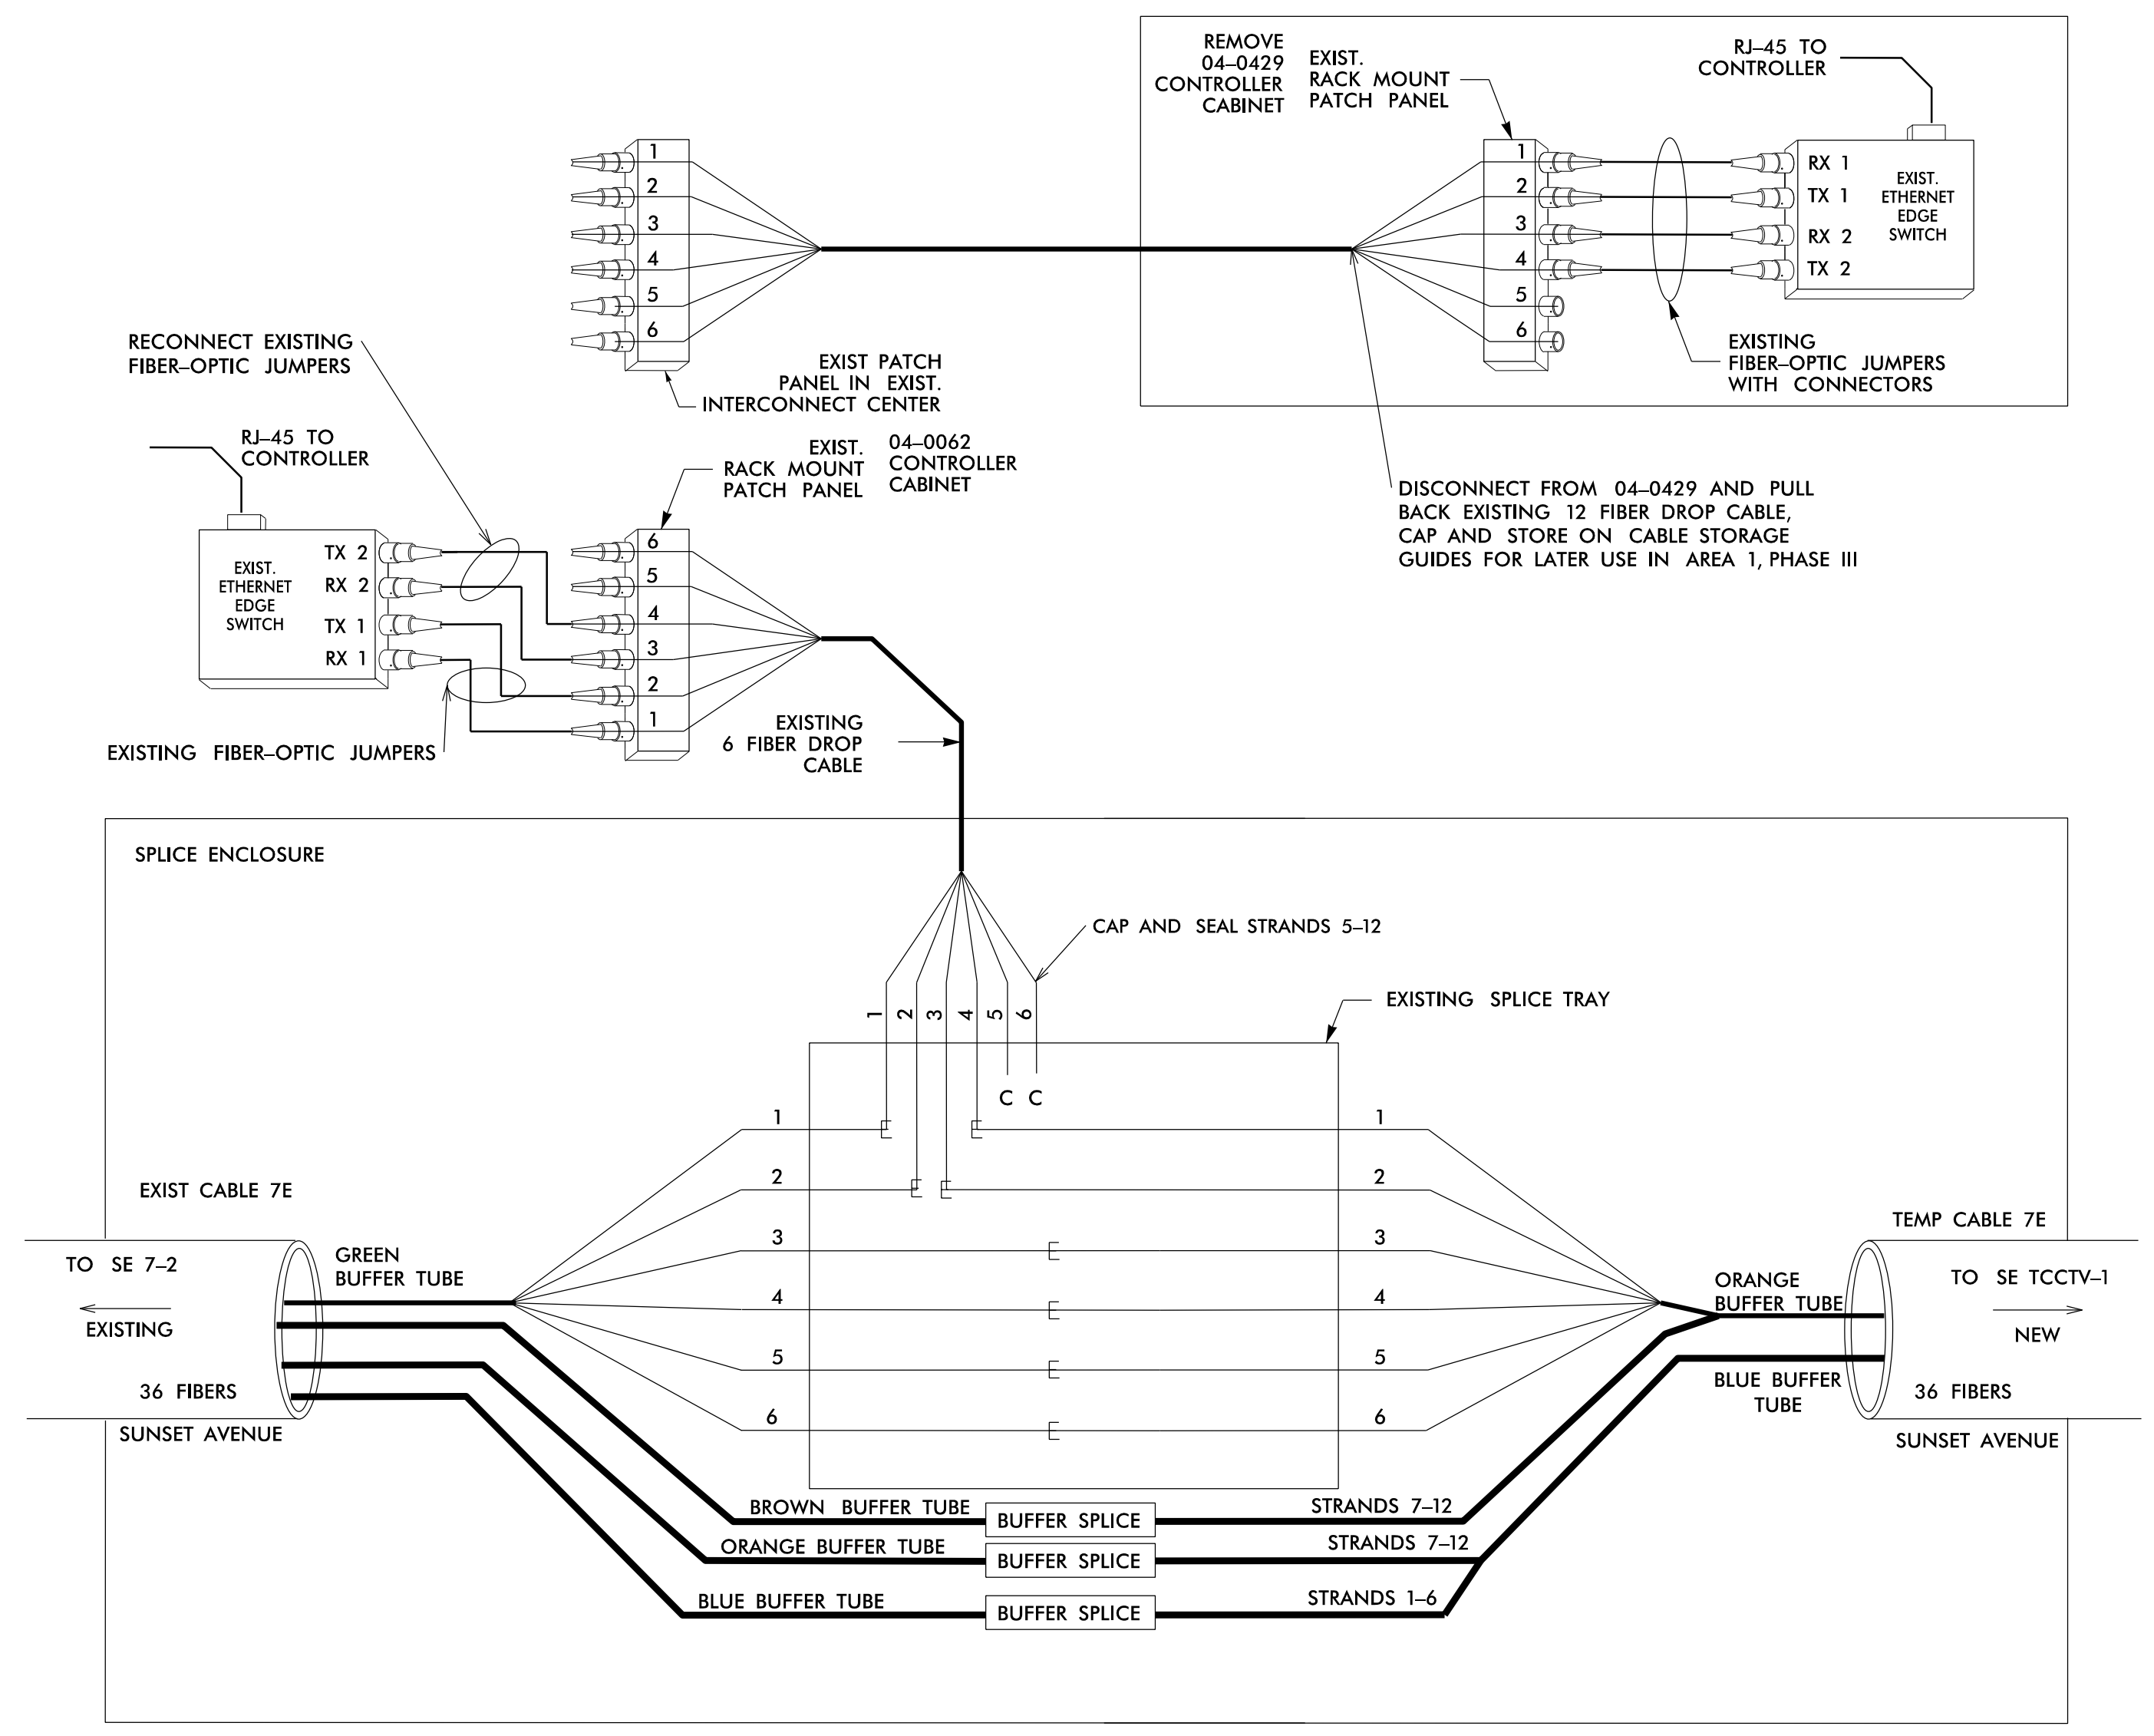 REMOVE
04–0429
CONTROLLER
CABINET
EXIST.
RACK MOUNT
PATCH PANEL
RJ–45 TO
CONTROLLER
1
2
3
4
5
6
1
2
3
4
5
6
RX 1
TX 1
RX 2
TX 2
EXIST.
ETHERNET
EDGE
SWITCH
EXISTING
FIBER–OPTIC JUMPERS
WITH CONNECTORS
RECONNECT EXISTING
FIBER–OPTIC JUMPERS
EXIST PATCH
PANEL IN EXIST.
INTERCONNECT CENTER
RJ–45 TO
CONTROLLER
EXIST.
RACK MOUNT
PATCH PANEL
04–0062
CONTROLLER
CABINET
DISCONNECT FROM 04–0429 AND PULL
BACK EXISTING 12 FIBER DROP CABLE,
CAP AND STORE ON CABLE STORAGE
GUIDES FOR LATER USE IN AREA 1, PHASE III
EXIST.
ETHERNET
EDGE
SWITCH
TX 2
RX 2
TX 1
RX 1
6
5
4
3
2
1
EXISTING FIBER–OPTIC JUMPERS
EXISTING
6 FIBER DROP
CABLE
SPLICE ENCLOSURE
CAP AND SEAL STRANDS 5–12
EXISTING SPLICE TRAY
1
2
3
4
5
6
C C
1
2
3
4
5
6
1
2
3
4
5
6
EXIST CABLE 7E
TO SE 7–2
EXISTING
36 FIBERS
SUNSET AVENUE
GREEN
BUFFER TUBE
TEMP CABLE 7E
TO SE TCCTV–1
NEW
36 FIBERS
SUNSET AVENUE
ORANGE
BUFFER TUBE
BLUE BUFFER
TUBE
BROWN BUFFER TUBE
BUFFER SPLICE
STRANDS 7–12
ORANGE BUFFER TUBE
BUFFER SPLICE
STRANDS 7–12
BLUE BUFFER TUBE
BUFFER SPLICE
STRANDS 1–6